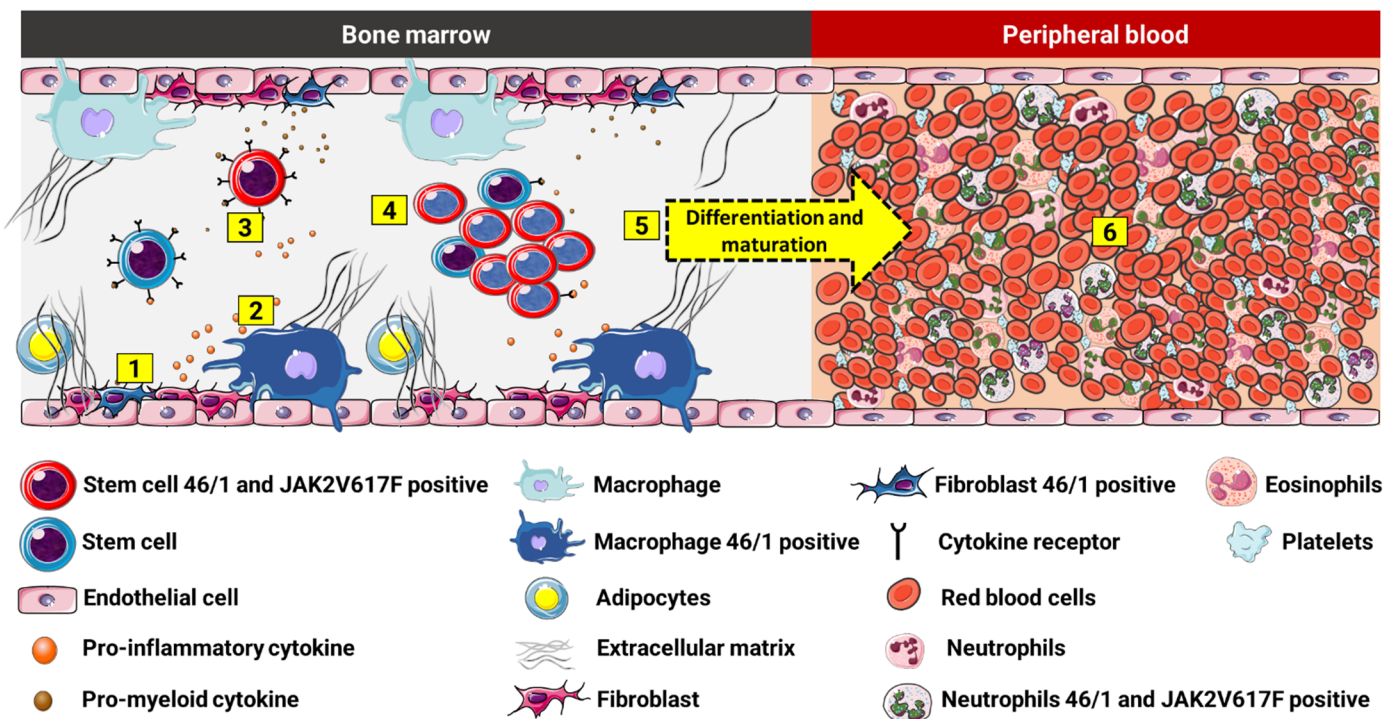 Bone marrow
Peripheral blood
3
4
5
Differentiation and
maturation
6
2
1
Stem cell 46/1 and JAK2V617F positive
Macrophage
Fibroblast 46/1 positive
Eosinophils
Stem cell
Macrophage 46/1 positive
Cytokine receptor
Platelets
Endothelial cell
Adipocytes
Red blood cells
Pro-inflammatory cytokine
Extracellular matrix
Neutrophils
Pro-myeloid cytokine
Fibroblast
Neutrophils 46/1 and JAK2V617F positive